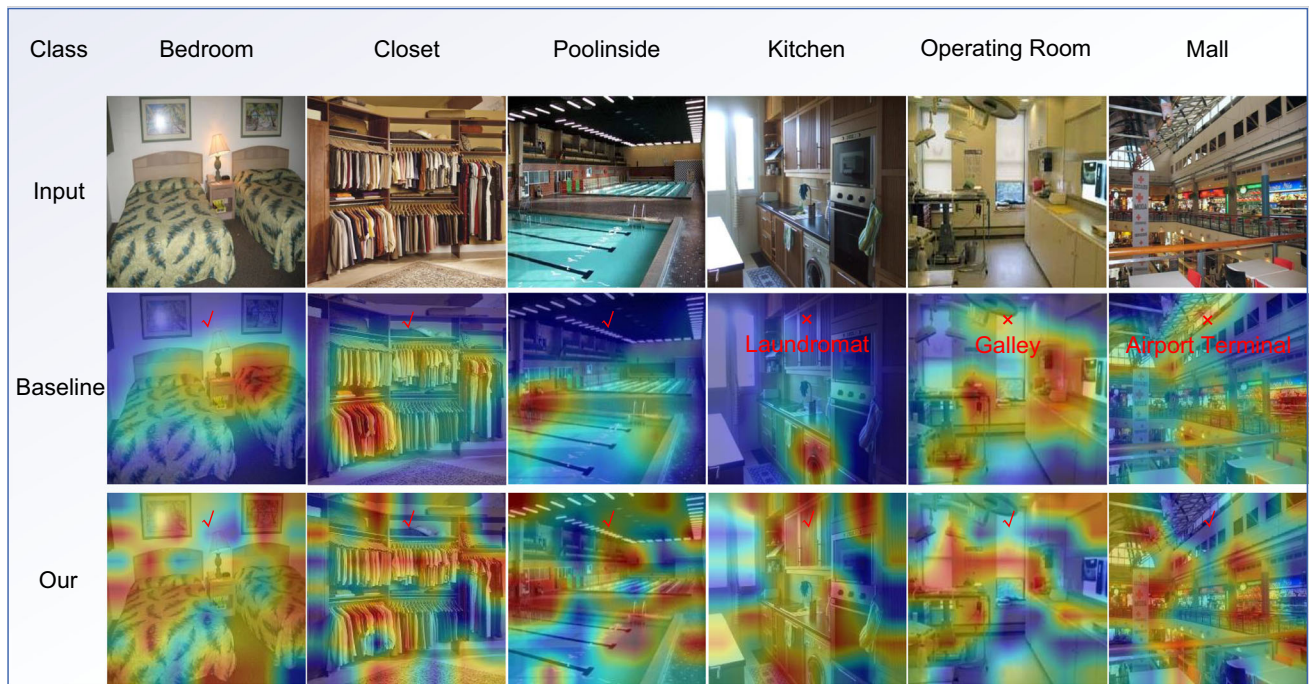 Class Bedroom Closet Poolinside Kitchen Operating Room Mall
Input
√ √ √ × × ×
Laundromat Galley Airport Terminal
Baseline
√ √ √ √ √ √
Our